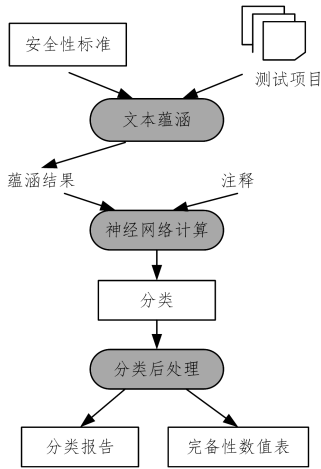 安全性标准
测试项目
文本蕴涵
蕴涵结果
注释
神经网络计算
分类
分类后处理
分类报告
完备性数值表